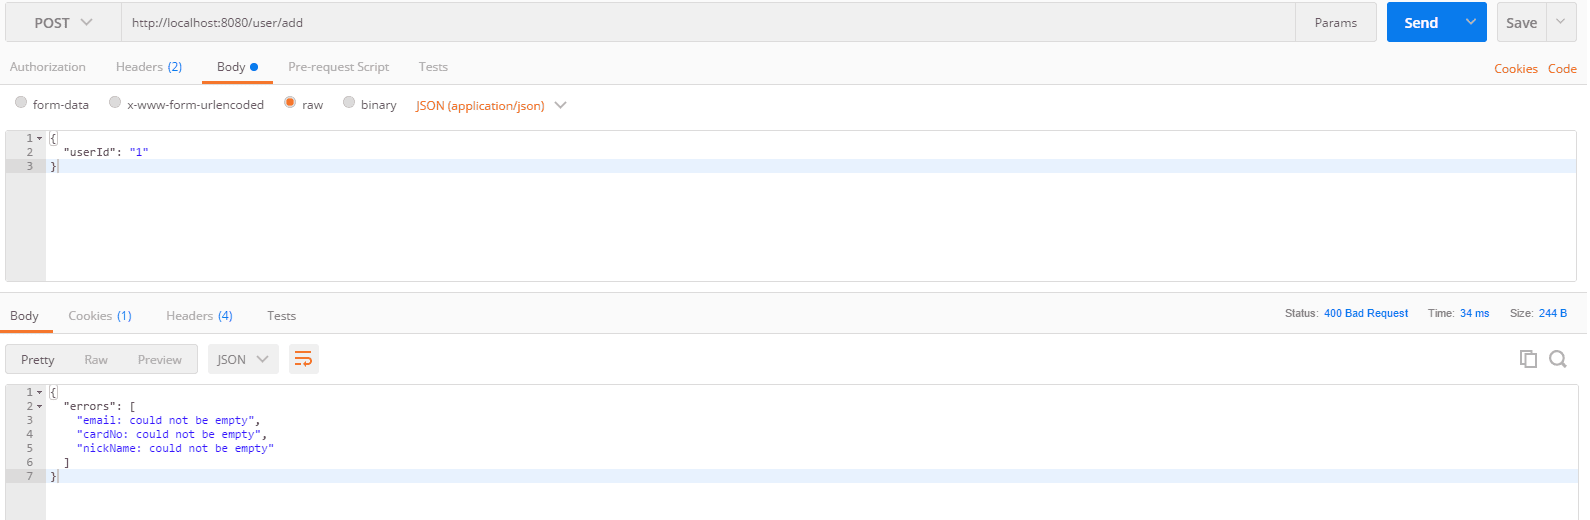 POST http://localhost:8080/user/add Params Send Save
Authorization Headers (2) Body Pre-request Script Tests Cookies Code
form-data x-www-form-urlencoded raw binary JSON (application/json)
1 {
2 "userId": "1"
3 }
Body Cookies (1) Headers (4) Tests Status: 400 Bad Request Time: 34 ms Size: 244 B
Pretty Raw Preview JSON
1 {
2 "errors": [
3 "email: could not be empty",
4 "cardNo: could not be empty",
5 "nickName: could not be empty"
6 ]
7 }